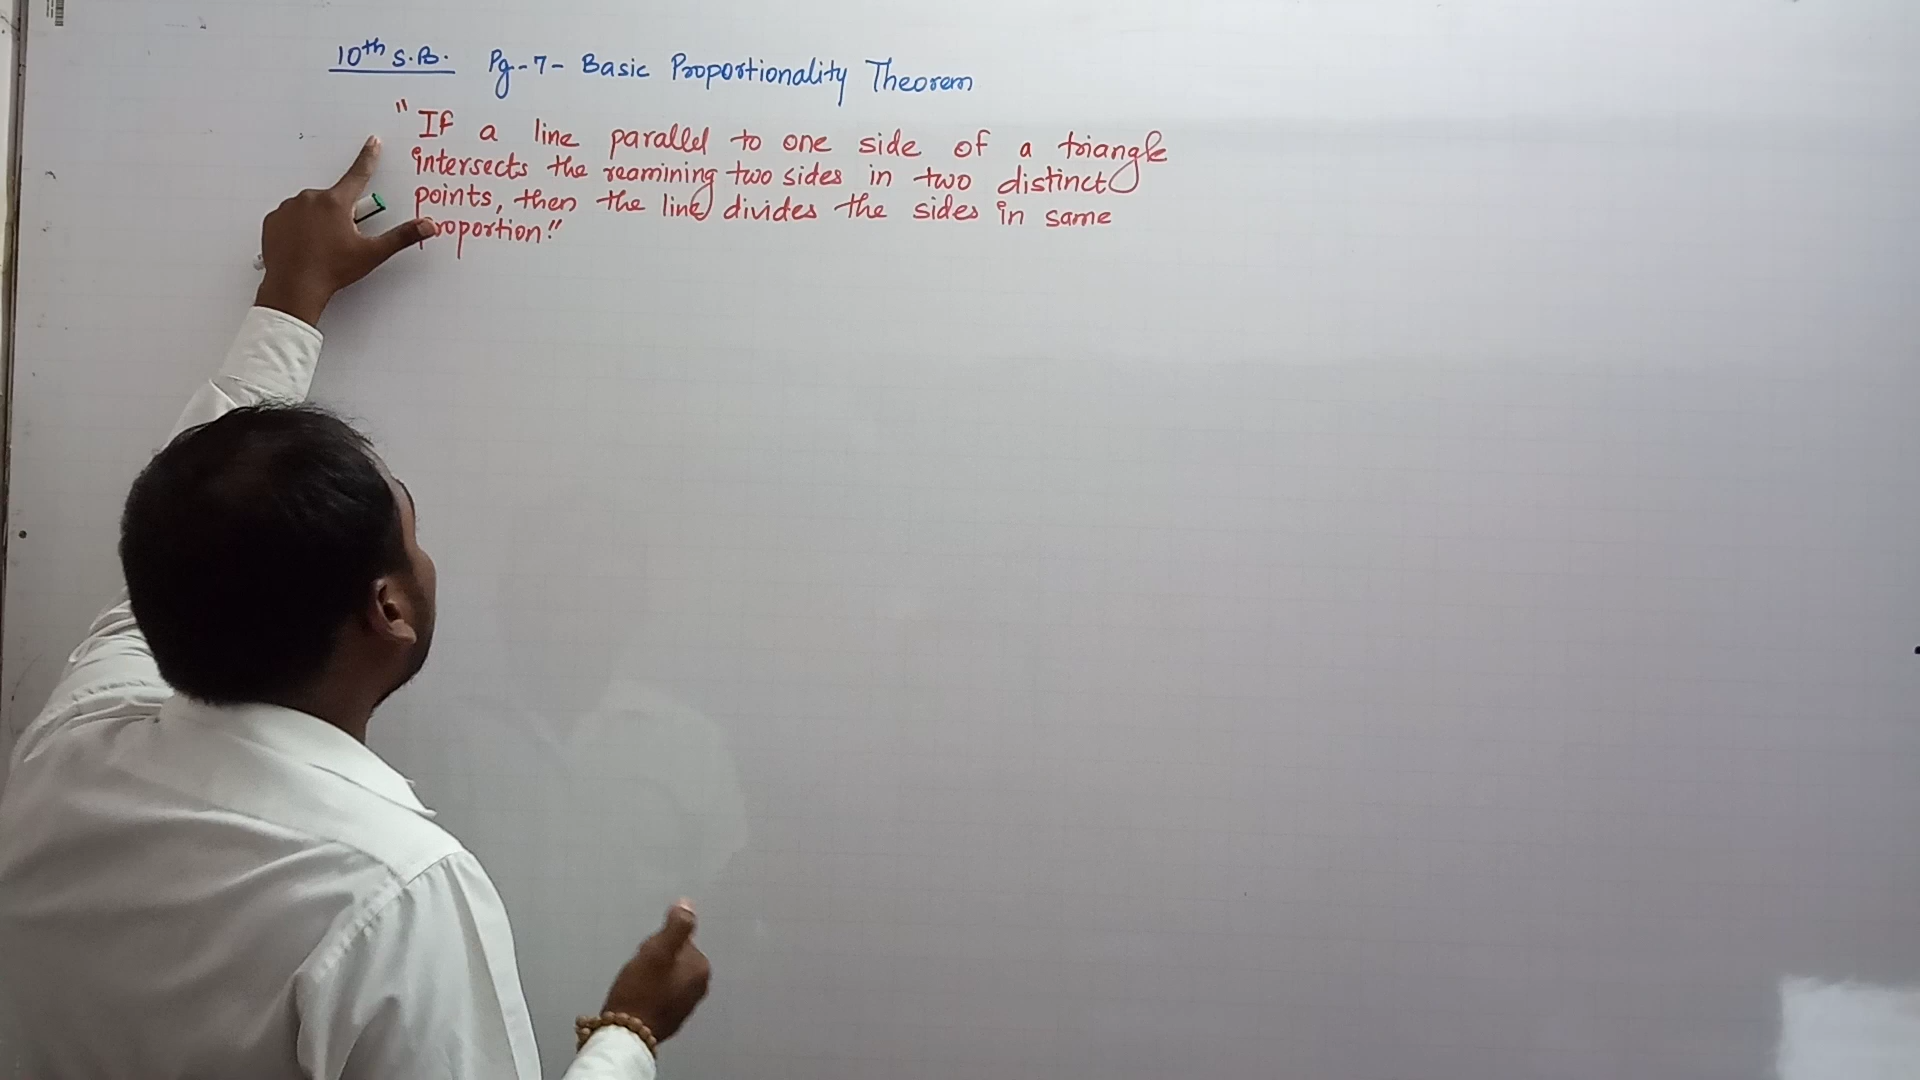 10th S.B. Pg-7- Basic Proportionality Theorem
"If a line parallel to one side of a triangle
intersects the reamining two sides in two distinct
points, then the line divides the sides in same
proportion."